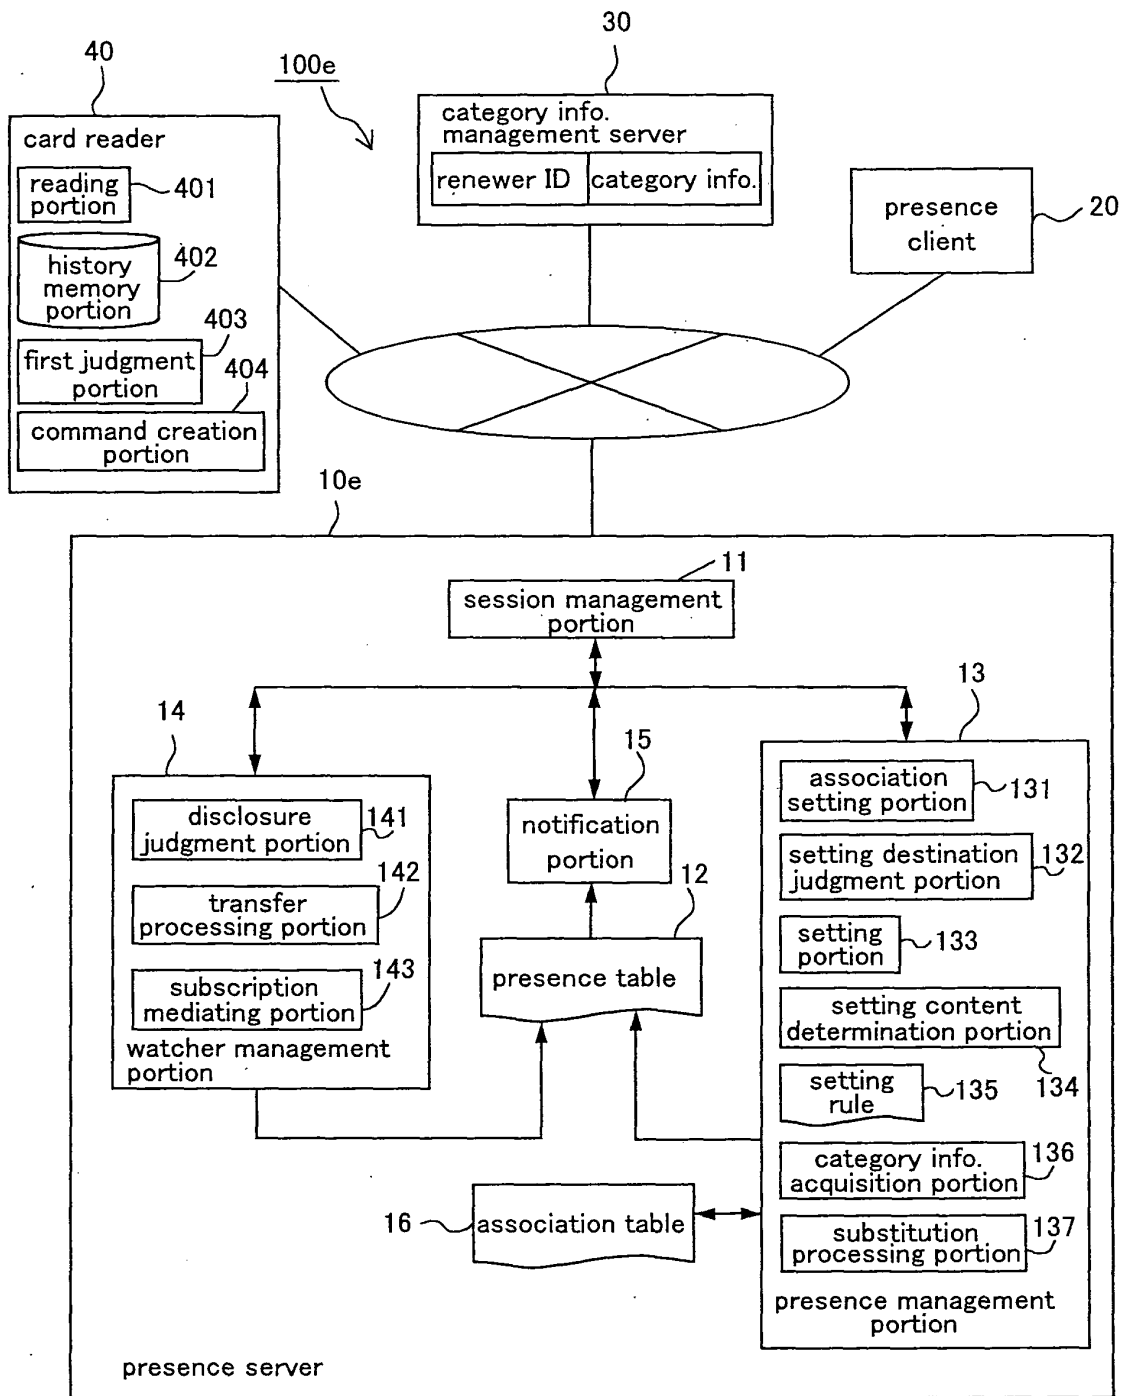 40
100e
30
card reader
reading
portion
401
history
memory
portion
402
first judgment
portion
403
command creation
portion
404
category info.
management server
renewer ID
category info.
presence
client
20
10e
session management
portion
11
14
disclosure
judgment portion
141
transfer
processing portion
142
subscription
mediating portion
143
watcher management
portion
15
notification
portion
12
presence table
16
association table
13
association
setting portion
131
setting destination
judgment portion
132
setting
portion
133
setting content
determination portion
134
setting
rule
135
category info.
acquisition portion
136
substitution
processing portion
137
presence management
portion
presence server